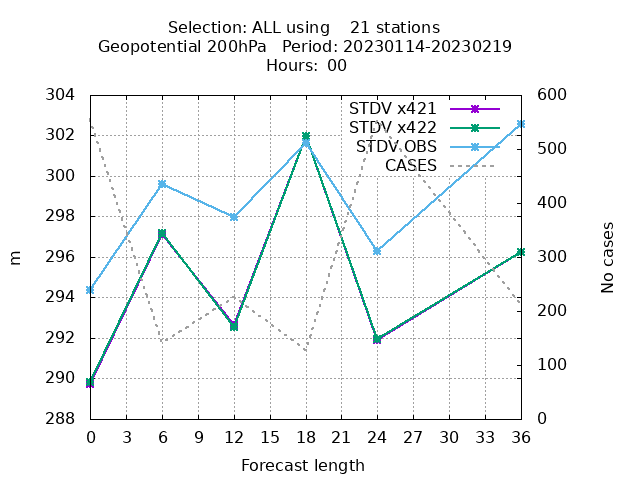 Selection: ALL using    21 stations
Geopotential 200hPa   Period: 20230114-20230219
Hours:  00
304
302
300
298
296
294
292
290
288
600
500
400
300
200
100
0
STDV x421
STDV x422
STDV OBS
CASES
m
No cases
0 3 6 9 12 15 18 21 24 27 30 33 36
Forecast length